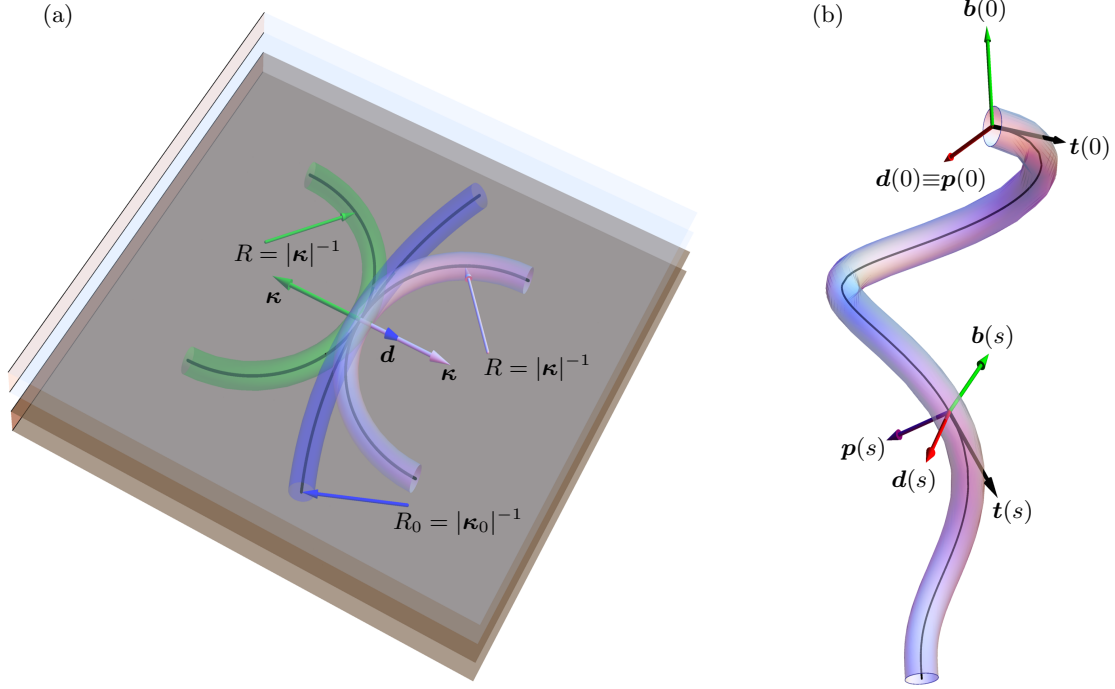 (a)
R = |κ|⁻¹
κ
d
κ
R = |κ|⁻¹
R₀ = |κ₀|⁻¹
(b)
b(0)
t(0)
d(0)≡p(0)
b(s)
p(s)
d(s)
t(s)